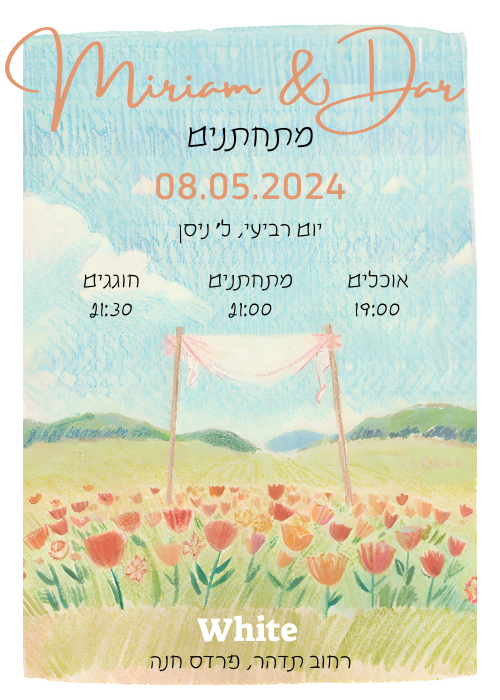 Miriam & Dar
מתחתנים
08.05.2024
יום רביעי, ל' ניסן
אוכלים מתחתנים חוגגים
19:00 21:00 21:30
White
רחוב תדהר, פרדס חנה